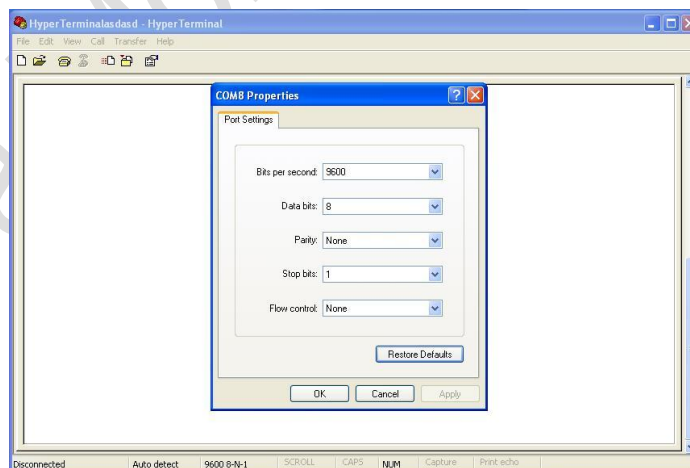 HyperTerminalasdasd - HyperTerminal
File Edit View Call Transfer Help
COM8 Properties
Port Settings
Bits per second: 9600
Data bits: 8
Parity: None
Stop bits: 1
Flow control: None
Restore Defaults
OK Cancel Apply
Disconnected Auto detect 9600 8-N-1 SCROLL CAPS NUM Capture Print echo